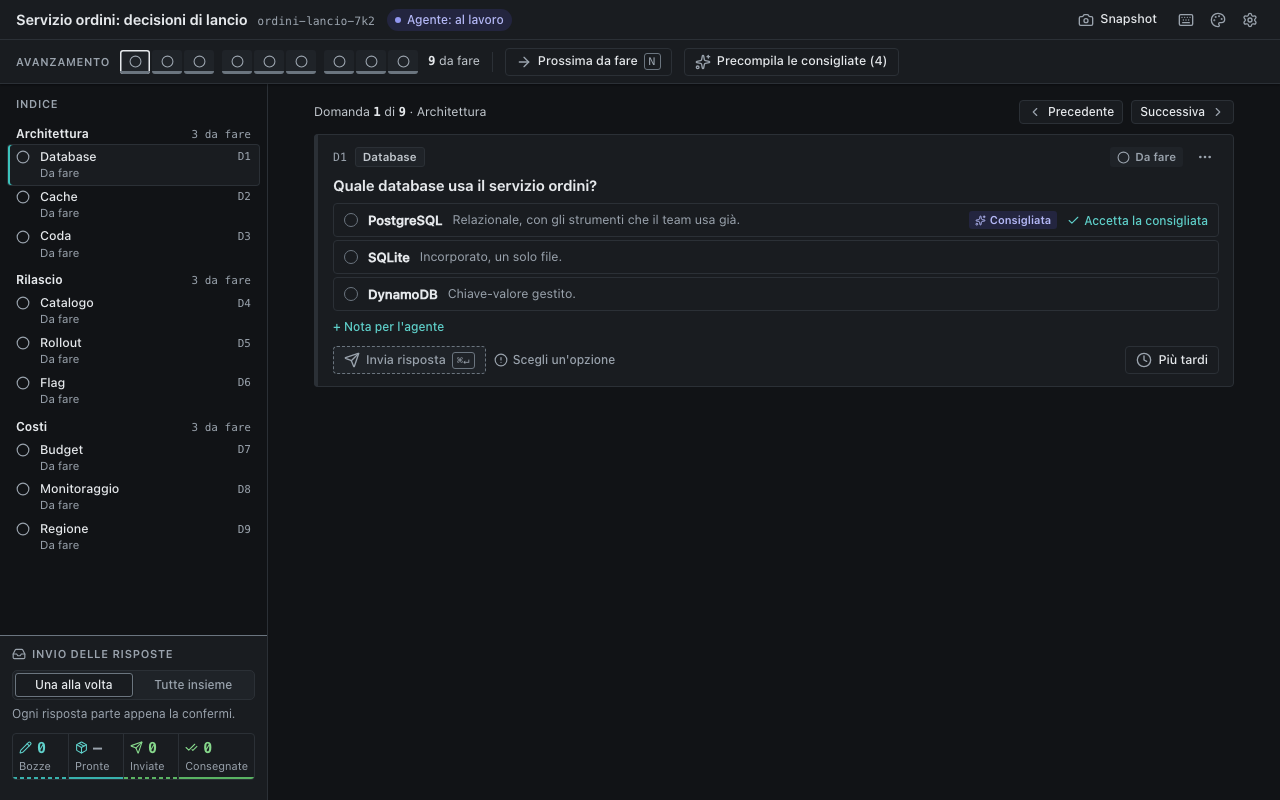 Servizio ordini: decisioni di lancio ordini-lancio-7k2 Agente: al lavoro Snapshot
AVANZAMENTO 9 da fare Prossima da fare N Precompila le consigliate (4)
INDICE
Architettura 3 da fare
Database D1
Da fare
Cache D2
Da fare
Coda D3
Da fare
Rilascio 3 da fare
Catalogo D4
Da fare
Rollout D5
Da fare
Flag D6
Da fare
Costi 3 da fare
Budget D7
Da fare
Monitoraggio D8
Da fare
Regione D9
Da fare
INVIO DELLE RISPOSTE
Una alla volta Tutte insieme
Ogni risposta parte appena la confermi.
0 — 0 0
Bozze Pronte Inviate Consegnate
Domanda 1 di 9 · Architettura Precedente Successiva
D1 Database Da fare
Quale database usa il servizio ordini?
PostgreSQL Relazionale, con gli strumenti che il team usa già. Consigliata Accetta la consigliata
SQLite Incorporato, un solo file.
DynamoDB Chiave-valore gestito.
+ Nota per l'agente
Invia risposta ⌘↵ Scegli un'opzione Più tardi